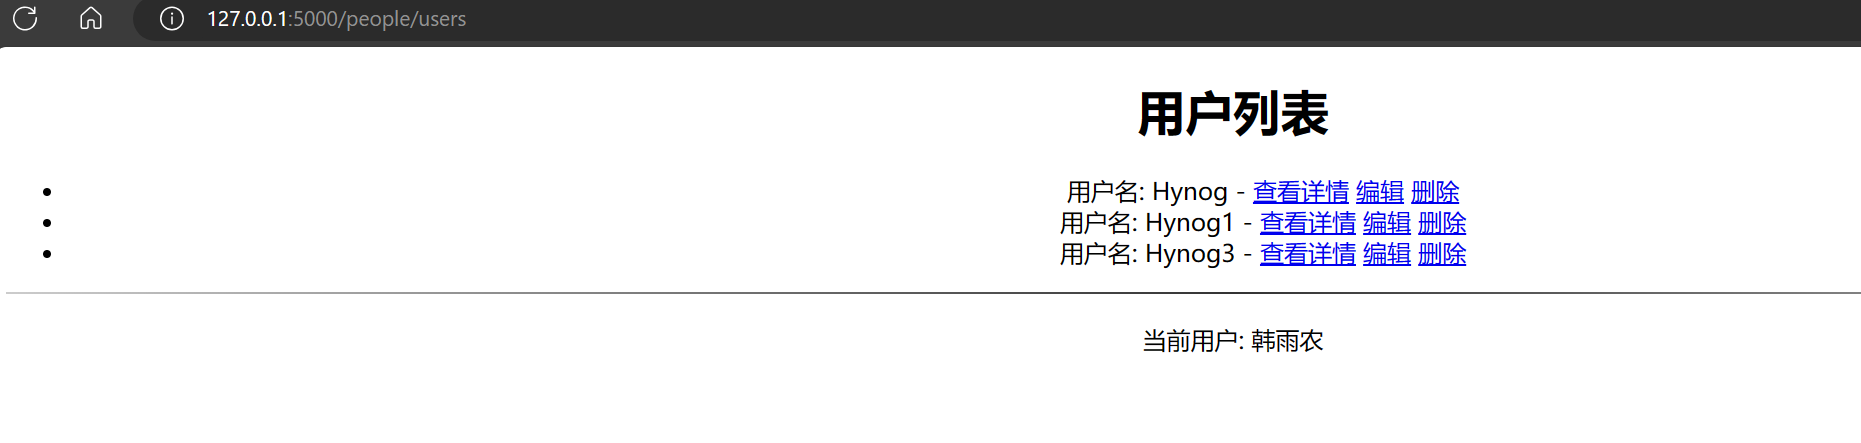 127.0.0.1:5000/people/users
用户列表
• 用户名: Hynog - 查看详情 编辑 删除
• 用户名: Hynog1 - 查看详情 编辑 删除
• 用户名: Hynog3 - 查看详情 编辑 删除
当前用户: 韩雨农